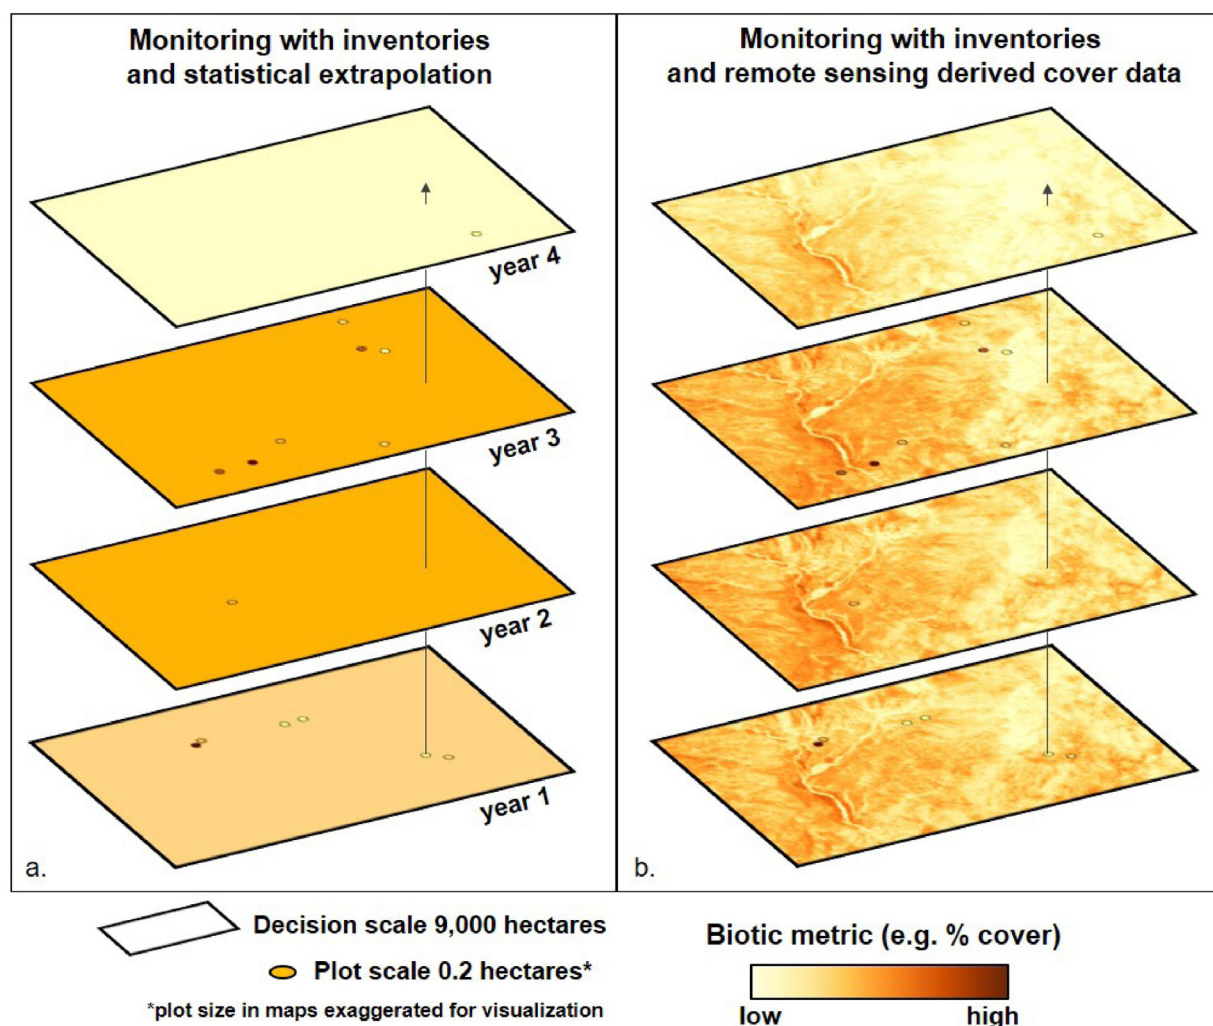 Monitoring with inventories
and statistical extrapolation
year 4
year 3
year 2
year 1
a.
Monitoring with inventories
and remote sensing derived cover data
b.
Decision scale 9,000 hectares
Plot scale 0.2 hectares*
*plot size in maps exaggerated for visualization
Biotic metric (e.g. % cover)
low
high